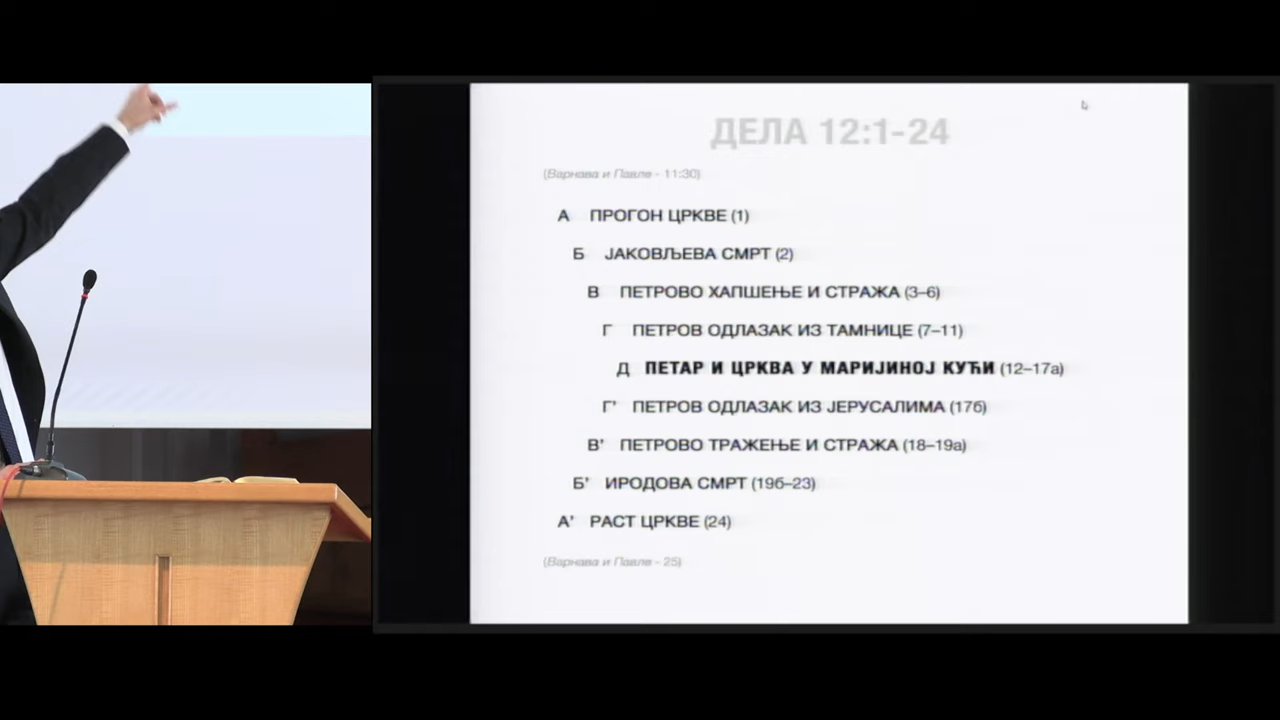 ДЕЛА 12:1-24
(Варнава и Павле - 11:30)
А ПРОГОН ЦРКВЕ (1)
Б ЈАКОВЉЕВА СМРТ (2)
В ПЕТРОВО ХАПШЕЊЕ И СТРАЖА (3–6)
Г ПЕТРОВ ОДЛАЗАК ИЗ ТАМНИЦЕ (7–11)
Д ПЕТАР И ЦРКВА У МАРИЈИНОЈ КУЋИ (12–17а)
Г' ПЕТРОВ ОДЛАЗАК ИЗ ЈЕРУСАЛИМА (17б)
В' ПЕТРОВО ТРАЖЕЊЕ И СТРАЖА (18–19а)
Б' ИРОДОВА СМРТ (19б–23)
А' РАСТ ЦРКВЕ (24)
(Варнава и Павле - 25)